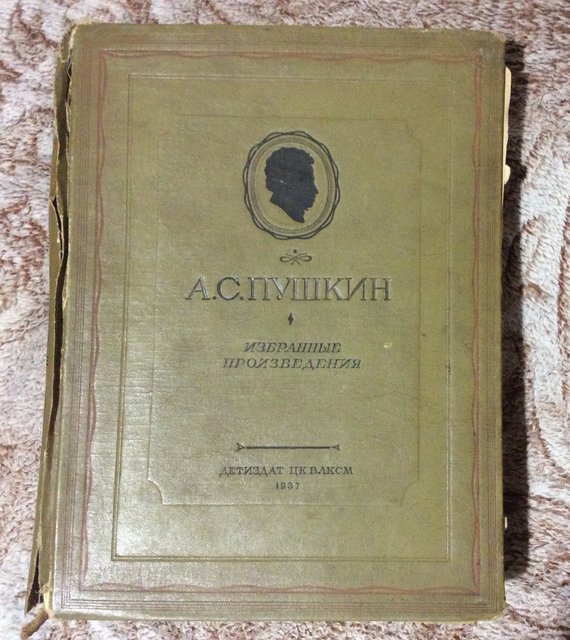 А.С.ПУШКИН
ИЗБРАННЫЕ
ПРОИЗВЕДЕНИЯ
ДЕТИЗДАТ ЦК ВЛКСМ
1937